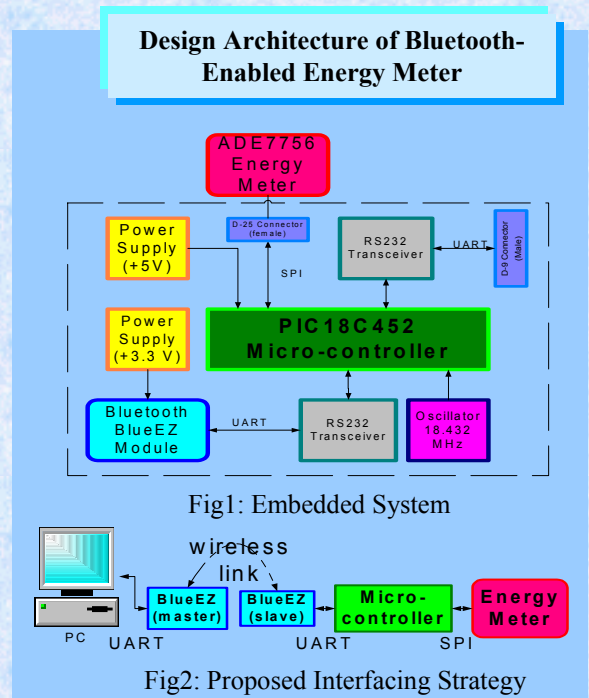 Design Architecture of Bluetooth-
Enabled Energy Meter
ADE7756
Energy
Meter
D-25 Connector
(female)
Power
Supply
(+5V)
SPI
RS232
Transceiver
UART
D-9 Connector
(Male)
PIC18C452
Micro-controller
Power
Supply
(+3.3 V)
Bluetooth
BlueEZ
Module
UART
RS232
Transceiver
Oscillator
18.432
MHz
Fig1: Embedded System
wireless
link
PC
UART
BlueEZ
(master)
BlueEZ
(slave)
UART
Micro-
controller
SPI
Energy
Meter
Fig2: Proposed Interfacing Strategy